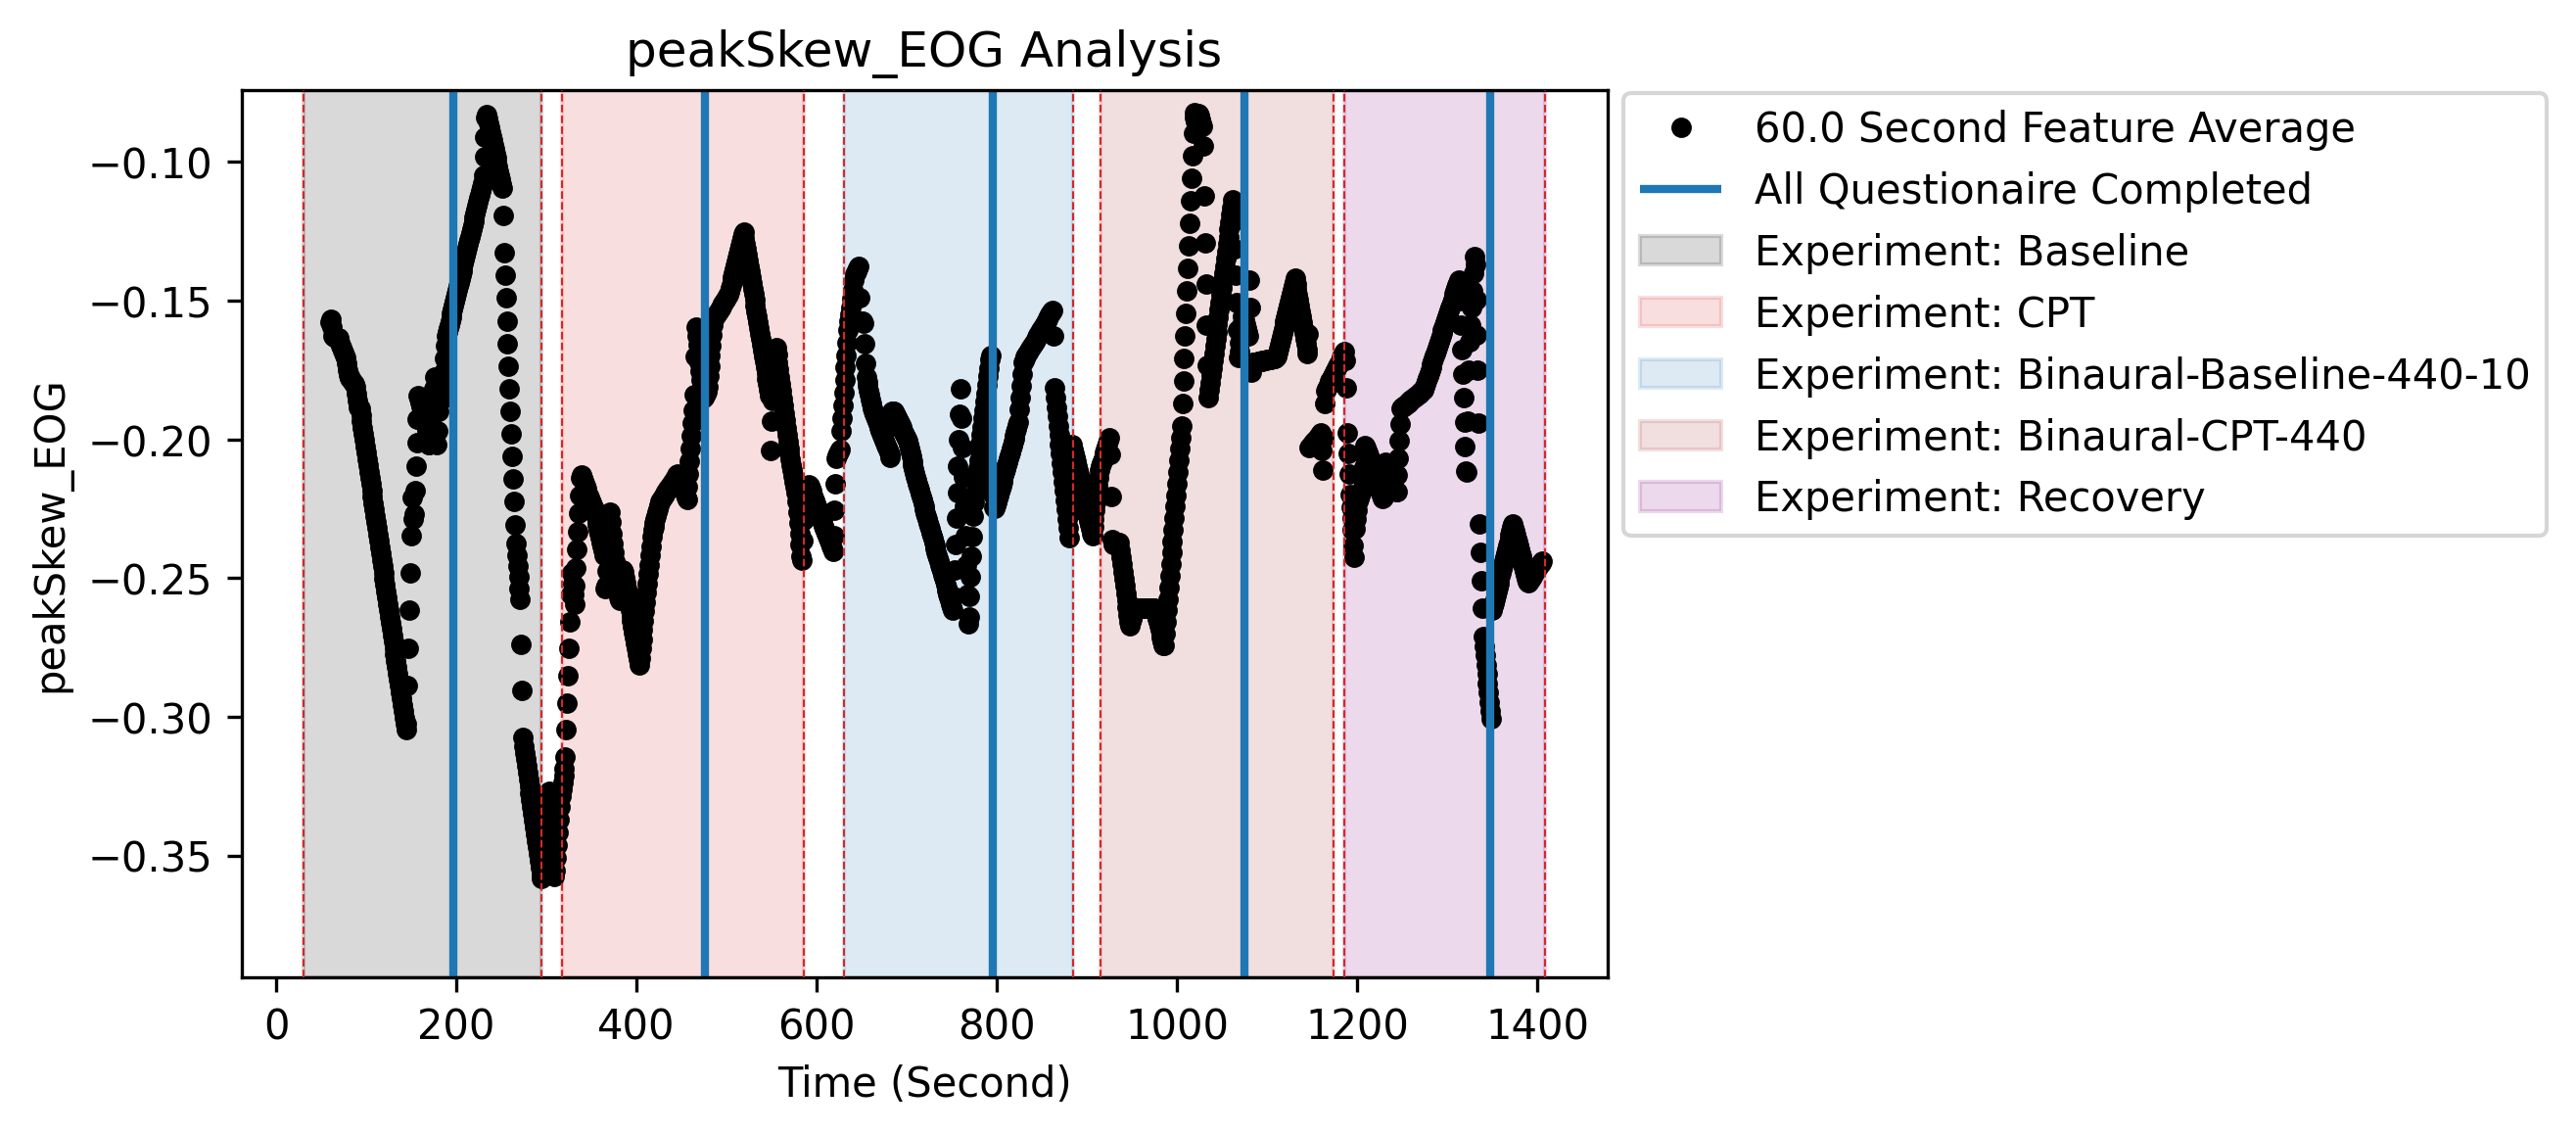 peakSkew_EOG Analysis
peakSkew_EOG
−0.10
−0.15
−0.20
−0.25
−0.30
−0.35
0 200 400 600 800 1000 1200 1400
Time (Second)
60.0 Second Feature Average
All Questionaire Completed
Experiment: Baseline
Experiment: CPT
Experiment: Binaural-Baseline-440-10
Experiment: Binaural-CPT-440
Experiment: Recovery